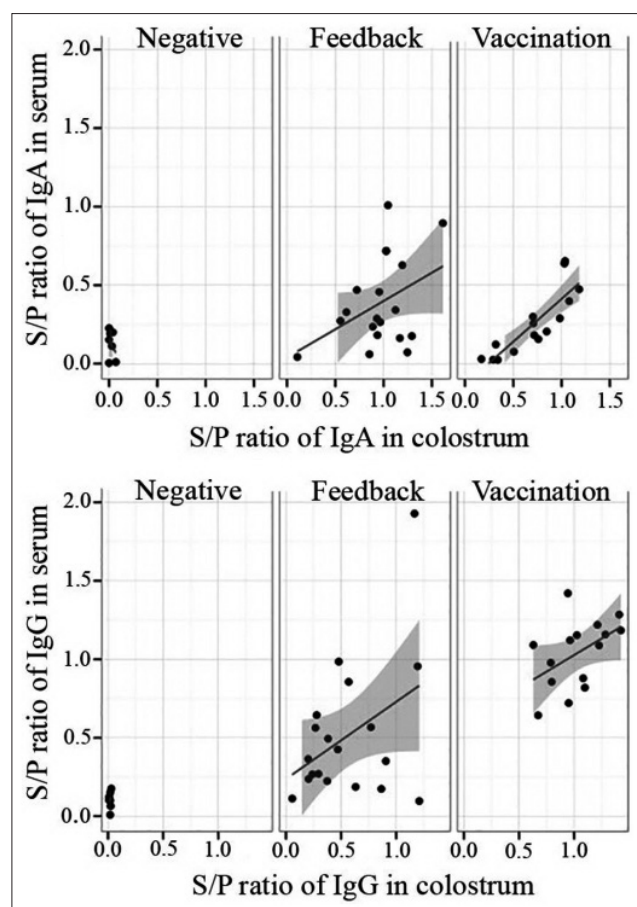 Negative Feedback Vaccination
2.0
1.5
1.0
0.5
0.0
S/P ratio of IgA in serum
0.0 0.5 1.0 1.5 0.0 0.5 1.0 1.5 0.0 0.5 1.0 1.5
S/P ratio of IgA in colostrum
Negative Feedback Vaccination
2.0
1.5
1.0
0.5
0.0
S/P ratio of IgG in serum
0.0 0.5 1.0 0.0 0.5 1.0 0.0 0.5 1.0
S/P ratio of IgG in colostrum